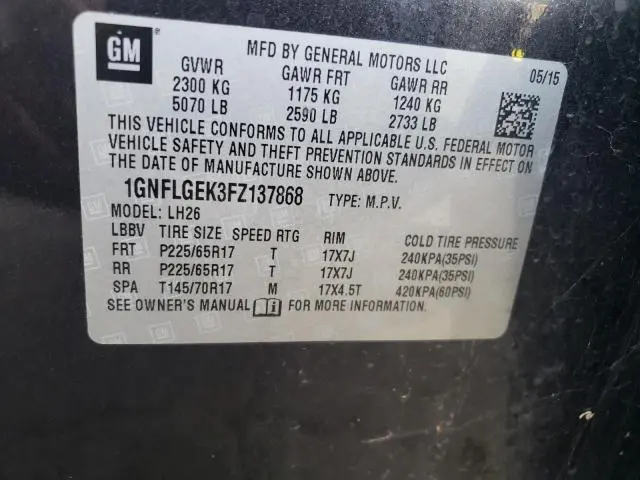 GM
MFD BY GENERAL MOTORS LLC
05/15
GVWR GAWR FRT GAWR RR
2300 KG 1175 KG 1240 KG
5070 LB 2590 LB 2733 LB
THIS VEHICLE CONFORMS TO ALL APPLICABLE U.S. FEDERAL MOTOR
VEHICLE SAFETY AND THEFT PREVENTION STANDARDS IN EFFECT ON
THE DATE OF MANUFACTURE SHOWN ABOVE.
1GNFLGEK3FZ137868 TYPE: M.P.V.
MODEL: LH26
LBBV TIRE SIZE SPEED RTG RIM COLD TIRE PRESSURE
FRT P225/65R17 T 17X7J 240KPA(35PSI)
RR P225/65R17 T 17X7J 240KPA(35PSI)
SPA T145/70R17 M 17X4.5T 420KPA(60PSI)
SEE OWNER'S MANUAL FOR MORE INFORMATION.